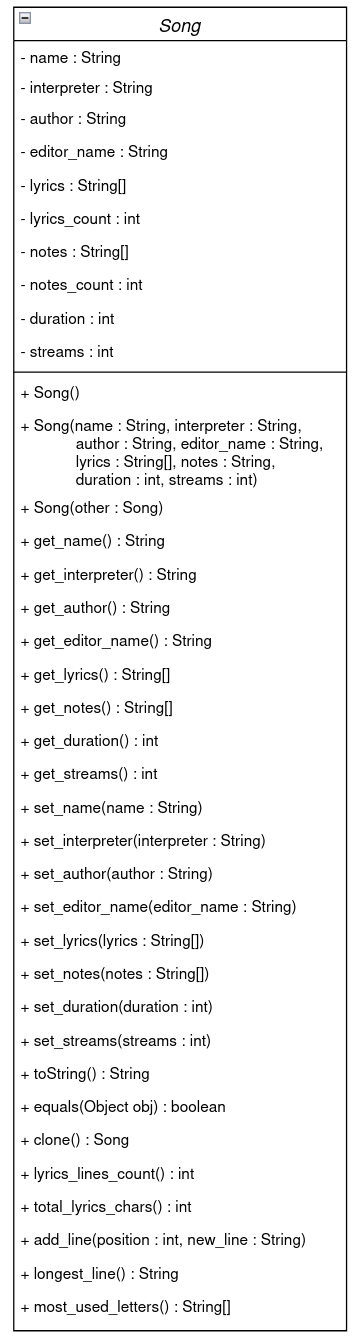 Song
- name : String
- interpreter : String
- author : String
- editor_name : String
- lyrics : String[]
- lyrics_count : int
- notes : String[]
- notes_count : int
- duration : int
- streams : int
+ Song()
+ Song(name : String, interpreter : String,
author : String, editor_name : String,
lyrics : String[], notes : String,
duration : int, streams : int)
+ Song(other : Song)
+ get_name() : String
+ get_interpreter() : String
+ get_author() : String
+ get_editor_name() : String
+ get_lyrics() : String[]
+ get_notes() : String[]
+ get_duration() : int
+ get_streams() : int
+ set_name(name : String)
+ set_interpreter(interpreter : String)
+ set_author(author : String)
+ set_editor_name(editor_name : String)
+ set_lyrics(lyrics : String[])
+ set_notes(notes : String[])
+ set_duration(duration : int)
+ set_streams(streams : int)
+ toString() : String
+ equals(Object obj) : boolean
+ clone() : Song
+ lyrics_lines_count() : int
+ total_lyrics_chars() : int
+ add_line(position : int, new_line : String)
+ longest_line() : String
+ most_used_letters() : String[]